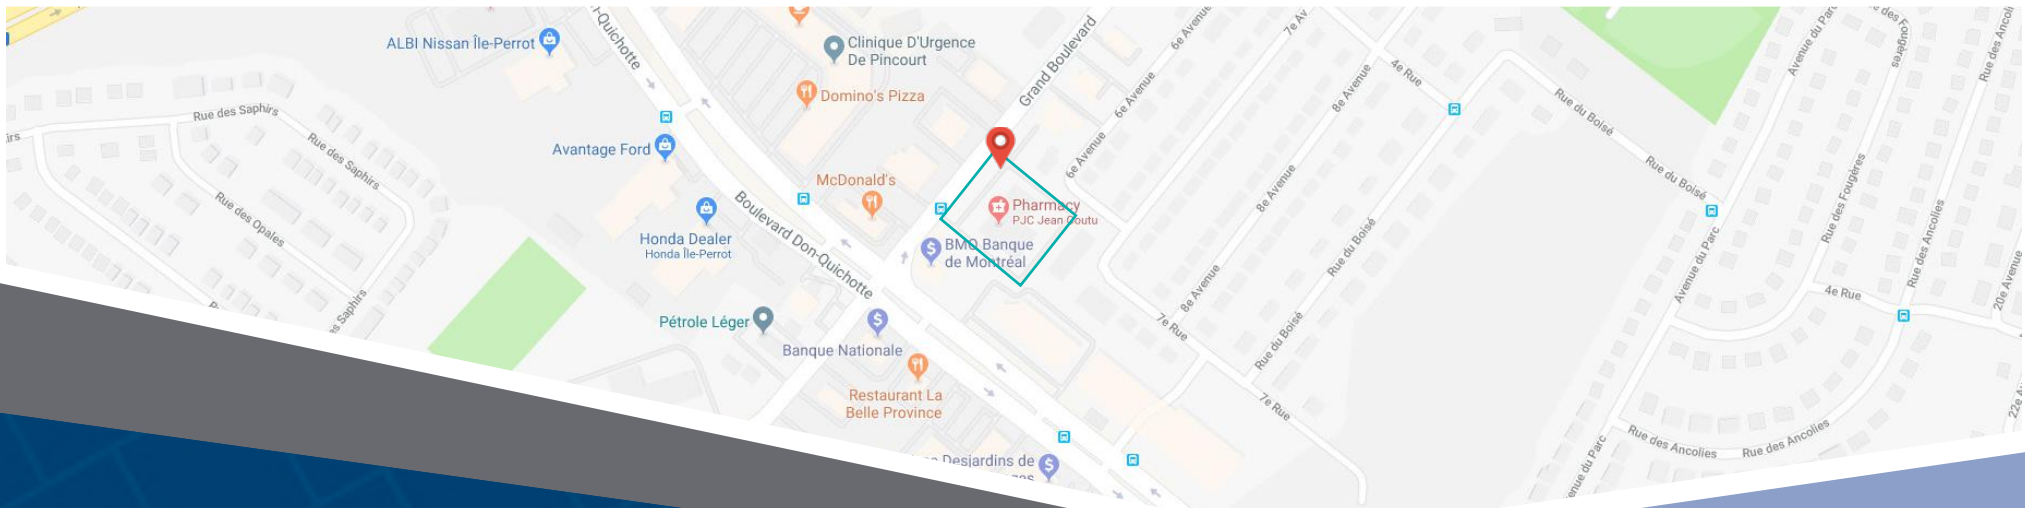 ALBI Nissan Île-Perrot
Clinique D'Urgence
De Pincourt
Domino's Pizza
Grand Boulevard
6e Avenue
7e Av
6e Avenue
6e Avenue
8e Avenue
4e Rue
Rue du Boisé
Avenue du Parc
Rue des Saphirs
Rue des Saphirs
Rue des Opales
Avantage Ford
McDonald's
Boulevard Don-Quichotte
Honda Dealer
Honda Île-Perrot
Pharmacy
PJC Jean Coutu
BMO Banque
de Montréal
8e Avenue
Rue du Boisé
Rue du Boisé
Rue des Fougères
Rue des Ancolies
Avenue du Parc
20e Avenue
4e Rue
Pétrole Léger
Banque Nationale
8e Avenue
7e Rue
Rue du Boisé
Restaurant La
Belle Province
7e Rue
Rue des Ancolies
Rue des Ancolies
Desjardins de